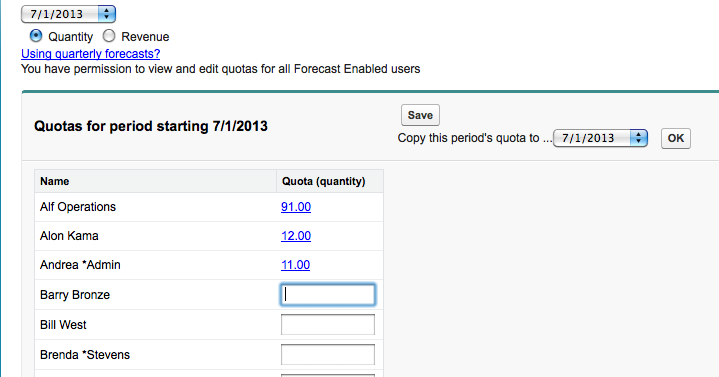 7/1/2013
Quantity Revenue
Using quarterly forecasts?
You have permission to view and edit quotas for all Forecast Enabled users
Save
Quotas for period starting 7/1/2013
Copy this period's quota to ... 7/1/2013 OK
Name Quota (quantity)
Alf Operations 91.00
Alon Kama 12.00
Andrea *Admin 11.00
Barry Bronze
Bill West
Brenda *Stevens